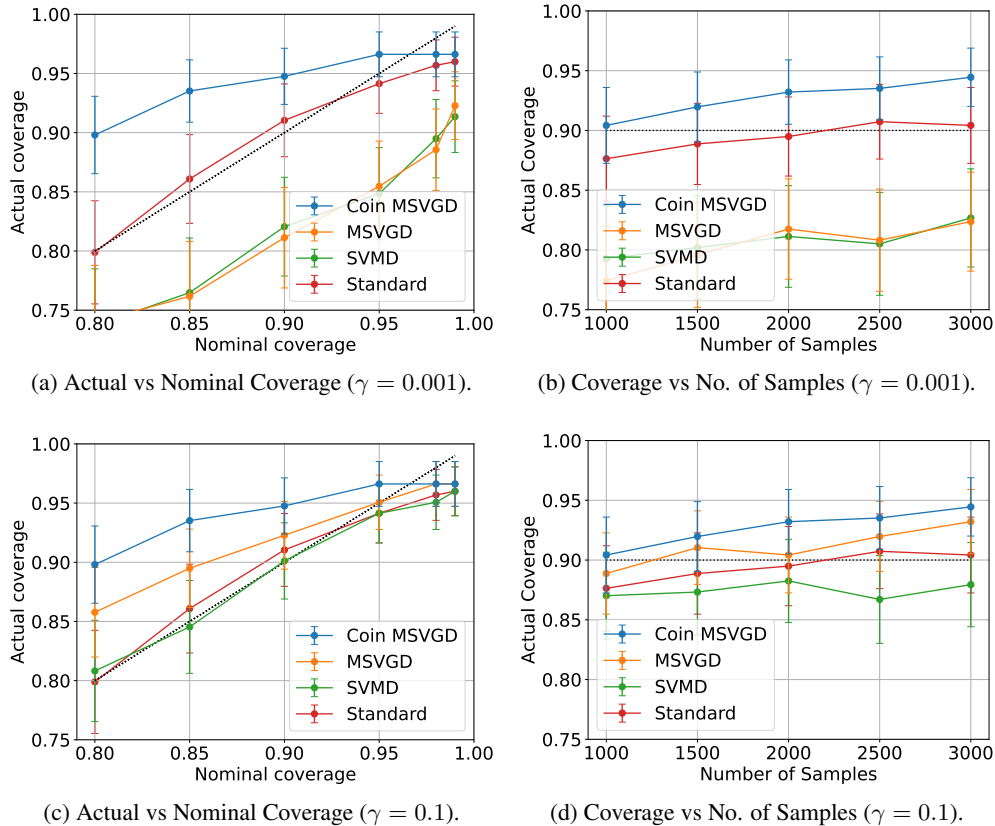 1.00
0.95
0.90
0.85
0.80
0.75
Actual coverage
0.80 0.85 0.90 0.95 1.00
Nominal coverage
Coin MSVGD
MSVGD
SVMD
Standard
(a) Actual vs Nominal Coverage (γ = 0.001).
1.00
0.95
0.90
0.85
0.80
0.75
Actual Coverage
1000 1500 2000 2500 3000
Number of Samples
Coin MSVGD
MSVGD
SVMD
Standard
(b) Coverage vs No. of Samples (γ = 0.001).
1.00
0.95
0.90
0.85
0.80
0.75
Actual coverage
0.80 0.85 0.90 0.95 1.00
Nominal coverage
Coin MSVGD
MSVGD
SVMD
Standard
(c) Actual vs Nominal Coverage (γ = 0.1).
1.00
0.95
0.90
0.85
0.80
0.75
Actual Coverage
1000 1500 2000 2500 3000
Number of Samples
Coin MSVGD
MSVGD
SVMD
Standard
(d) Coverage vs No. of Samples (γ = 0.1).